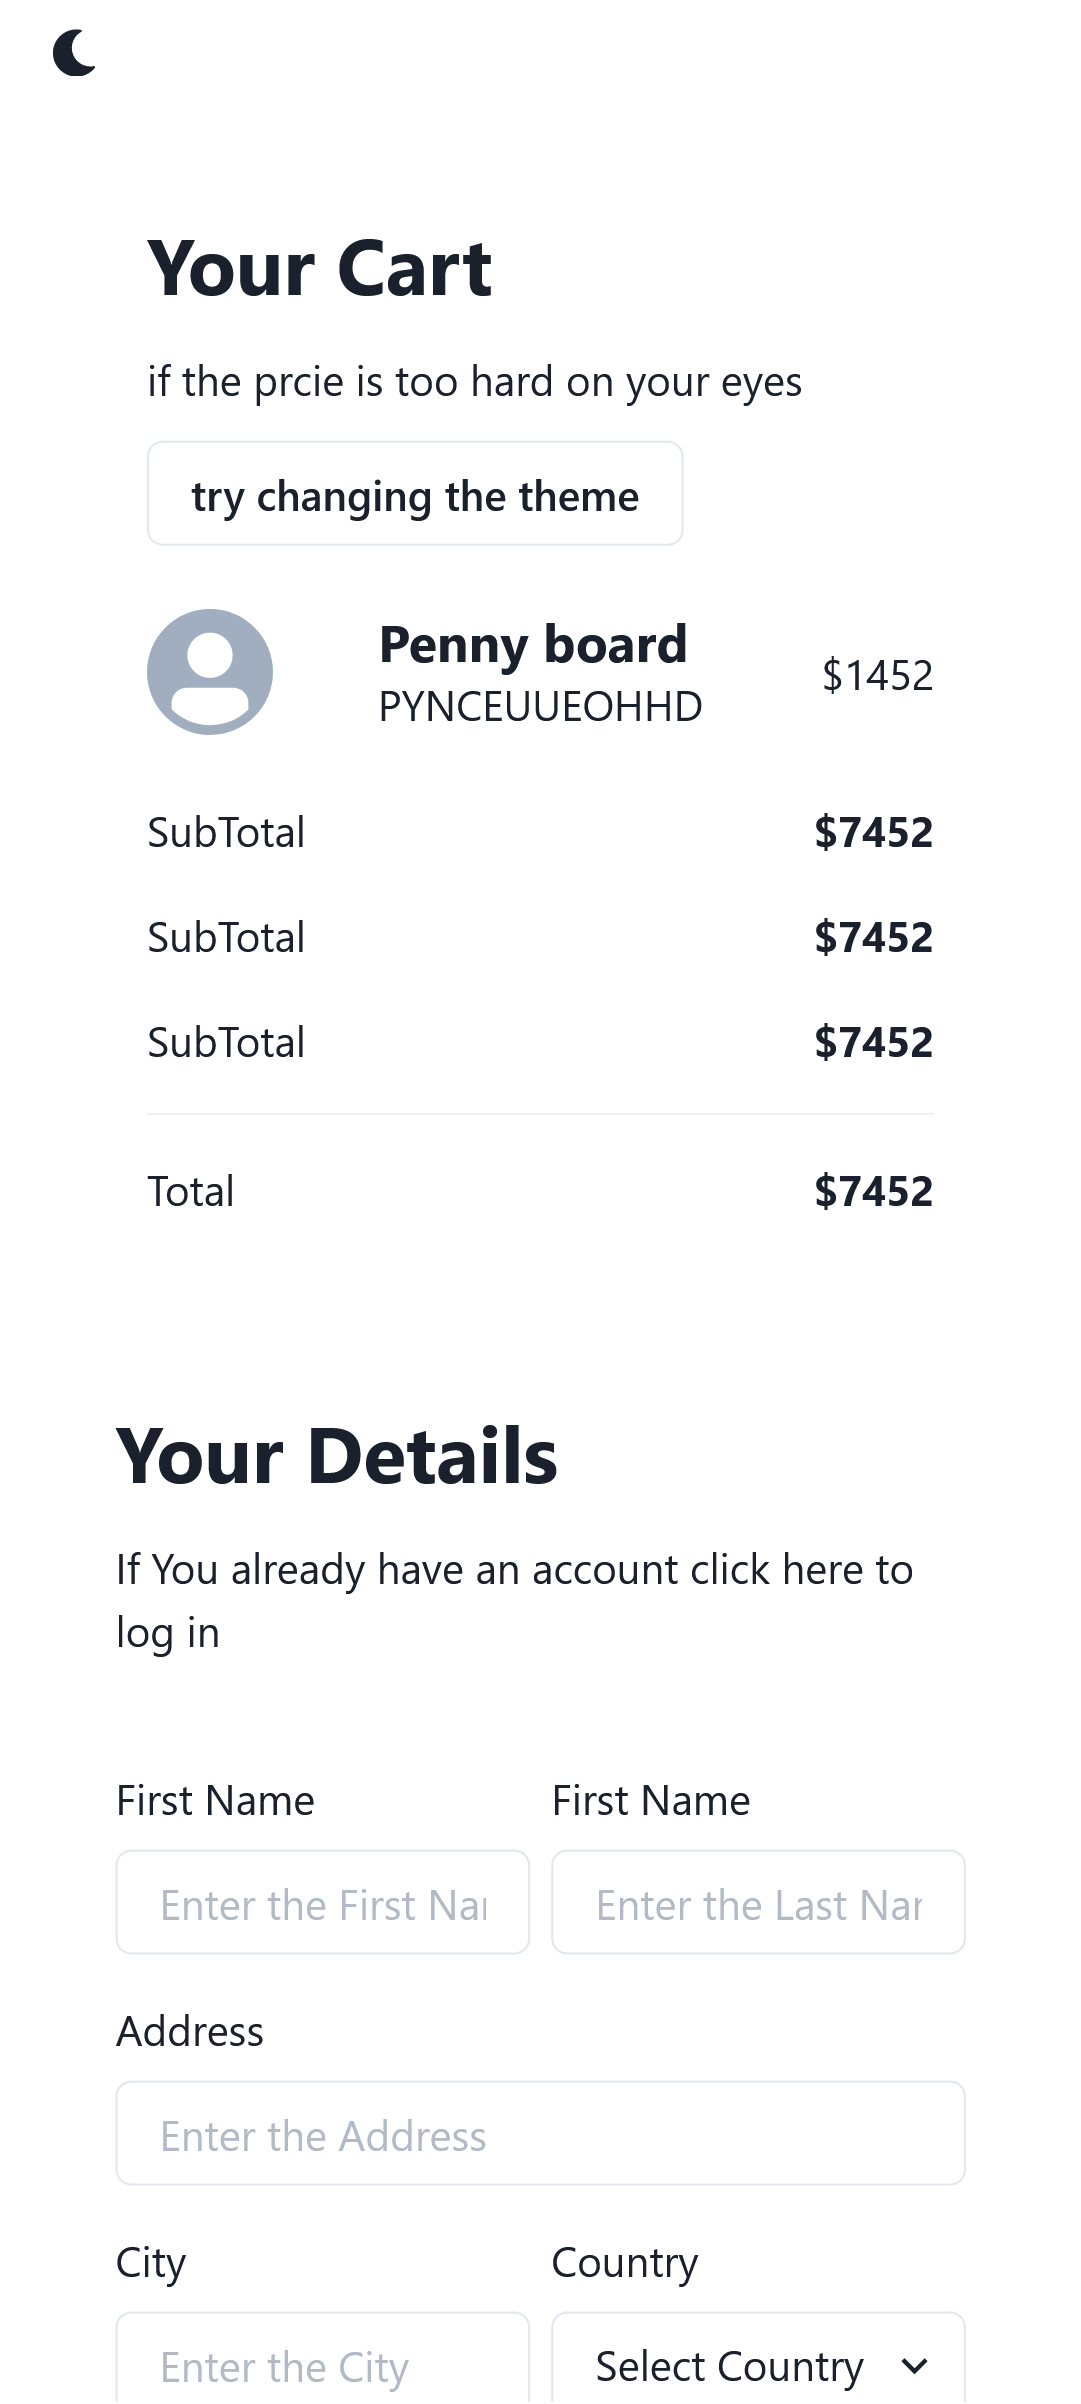 Your Cart
if the prcie is too hard on your eyes
try changing the theme
Penny board
PYNCEUUEOHHD
$1452
SubTotal $7452
SubTotal $7452
SubTotal $7452
Total $7452
Your Details
If You already have an account click here to
log in
First Name First Name
Enter the First Nar Enter the Last Nar
Address
Enter the Address
City Country
Enter the City Select Country